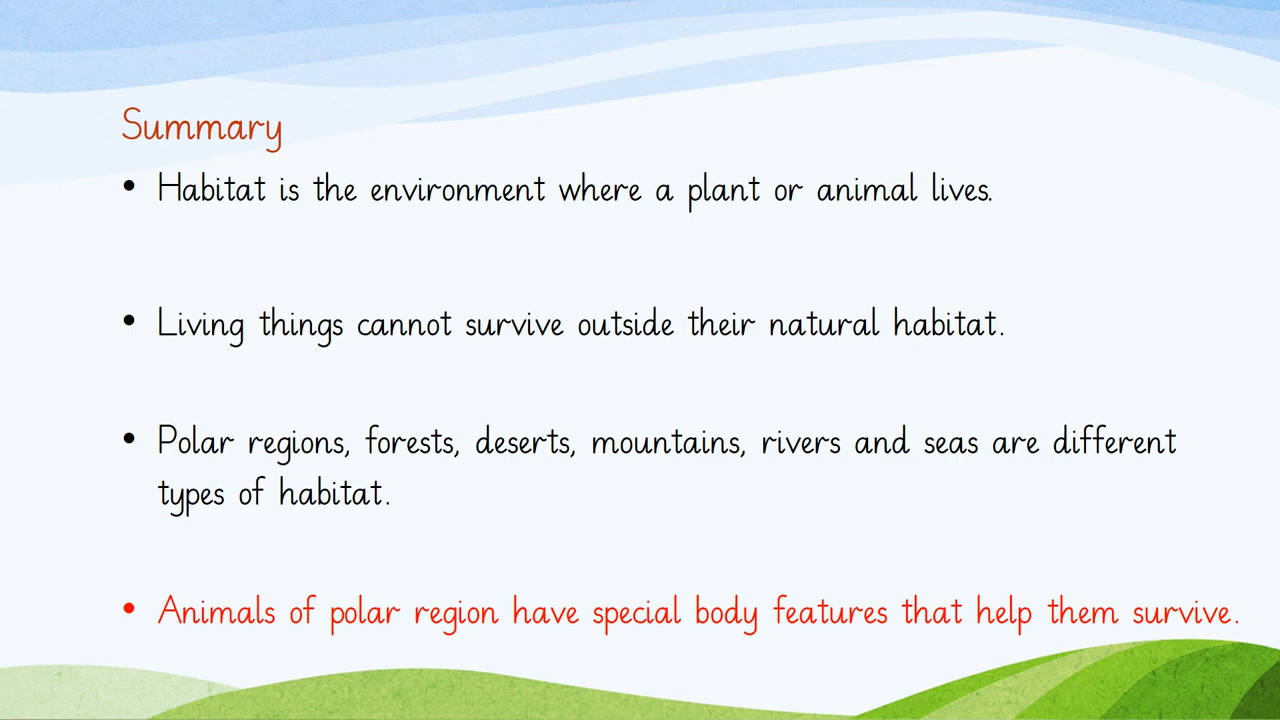 Summary
• Habitat is the environment where a plant or animal lives.
• Living things cannot survive outside their natural habitat.
• Polar regions, forests, deserts, mountains, rivers and seas are different
types of habitat.
• Animals of polar region have special body features that help them survive.